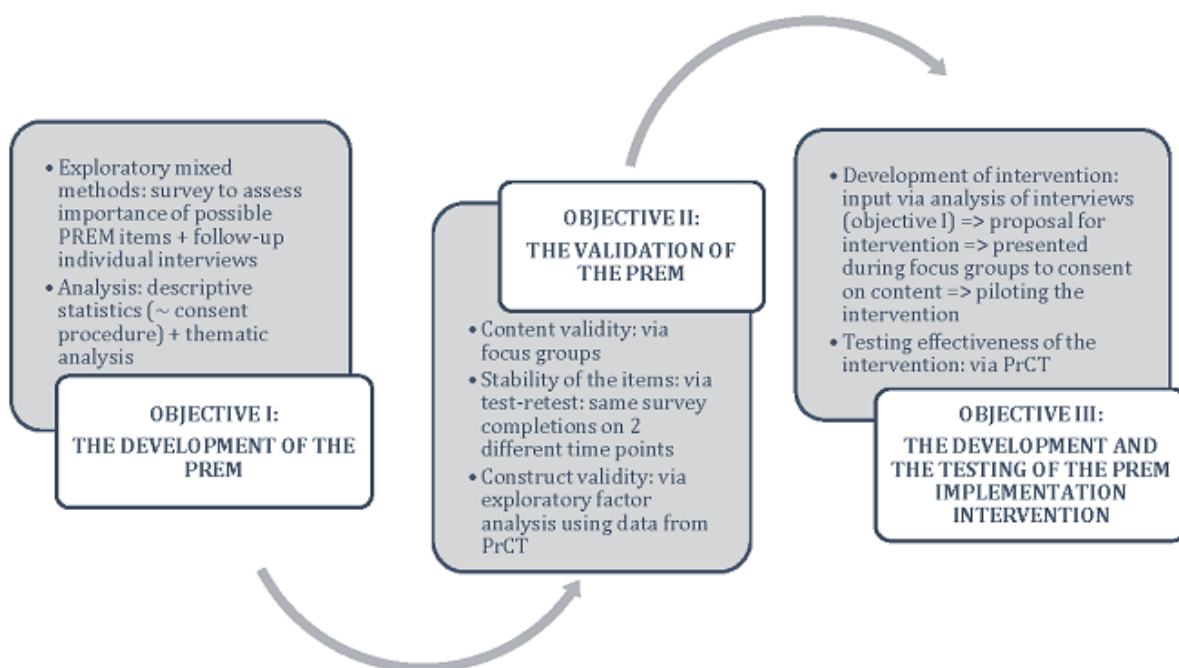 • Exploratory mixed
methods: survey to assess
importance of possible
PREM items + follow-up
individual interviews
• Analysis: descriptive
statistics (~ consent
procedure) + thematic
analysis
OBJECTIVE I:
THE DEVELOPMENT OF THE
PREM
OBJECTIVE II:
THE VALIDATION OF
THE PREM
• Content validity: via
focus groups
• Stability of the items: via
test-retest: same survey
completions on 2
different time points
• Construct validity: via
exploratory factor
analysis using data from
PrCT
• Development of intervention:
input via analysis of interviews
(objective I) => proposal for
intervention => presented
during focus groups to consent
on content => piloting the
intervention
• Testing effectiveness of the
intervention: via PrCT
OBJECTIVE III:
THE DEVELOPMENT AND
THE TESTING OF THE PREM
IMPLEMENTATION
INTERVENTION